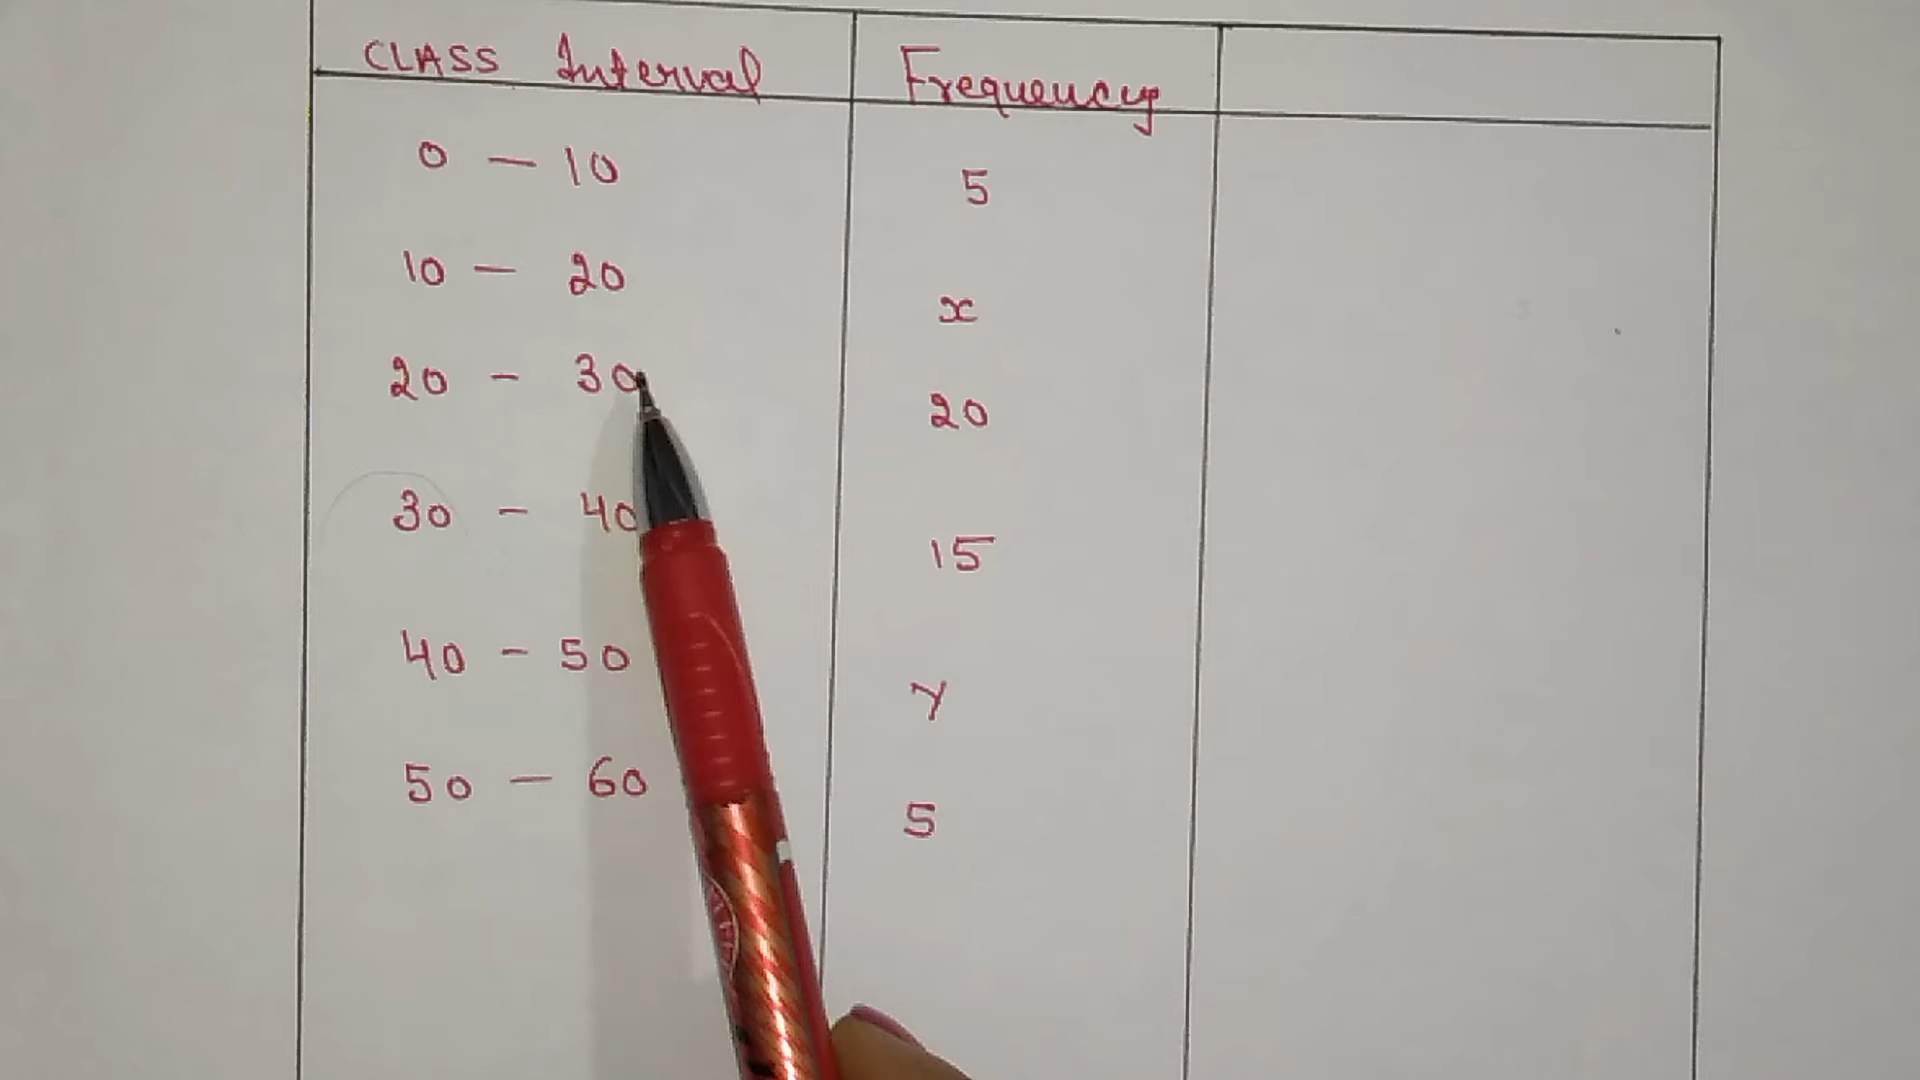 CLASS Interval Frequency
0 — 10 5
10 — 20 x
20 - 30 20
30 - 40 15
40 - 50 y
50 — 60 5